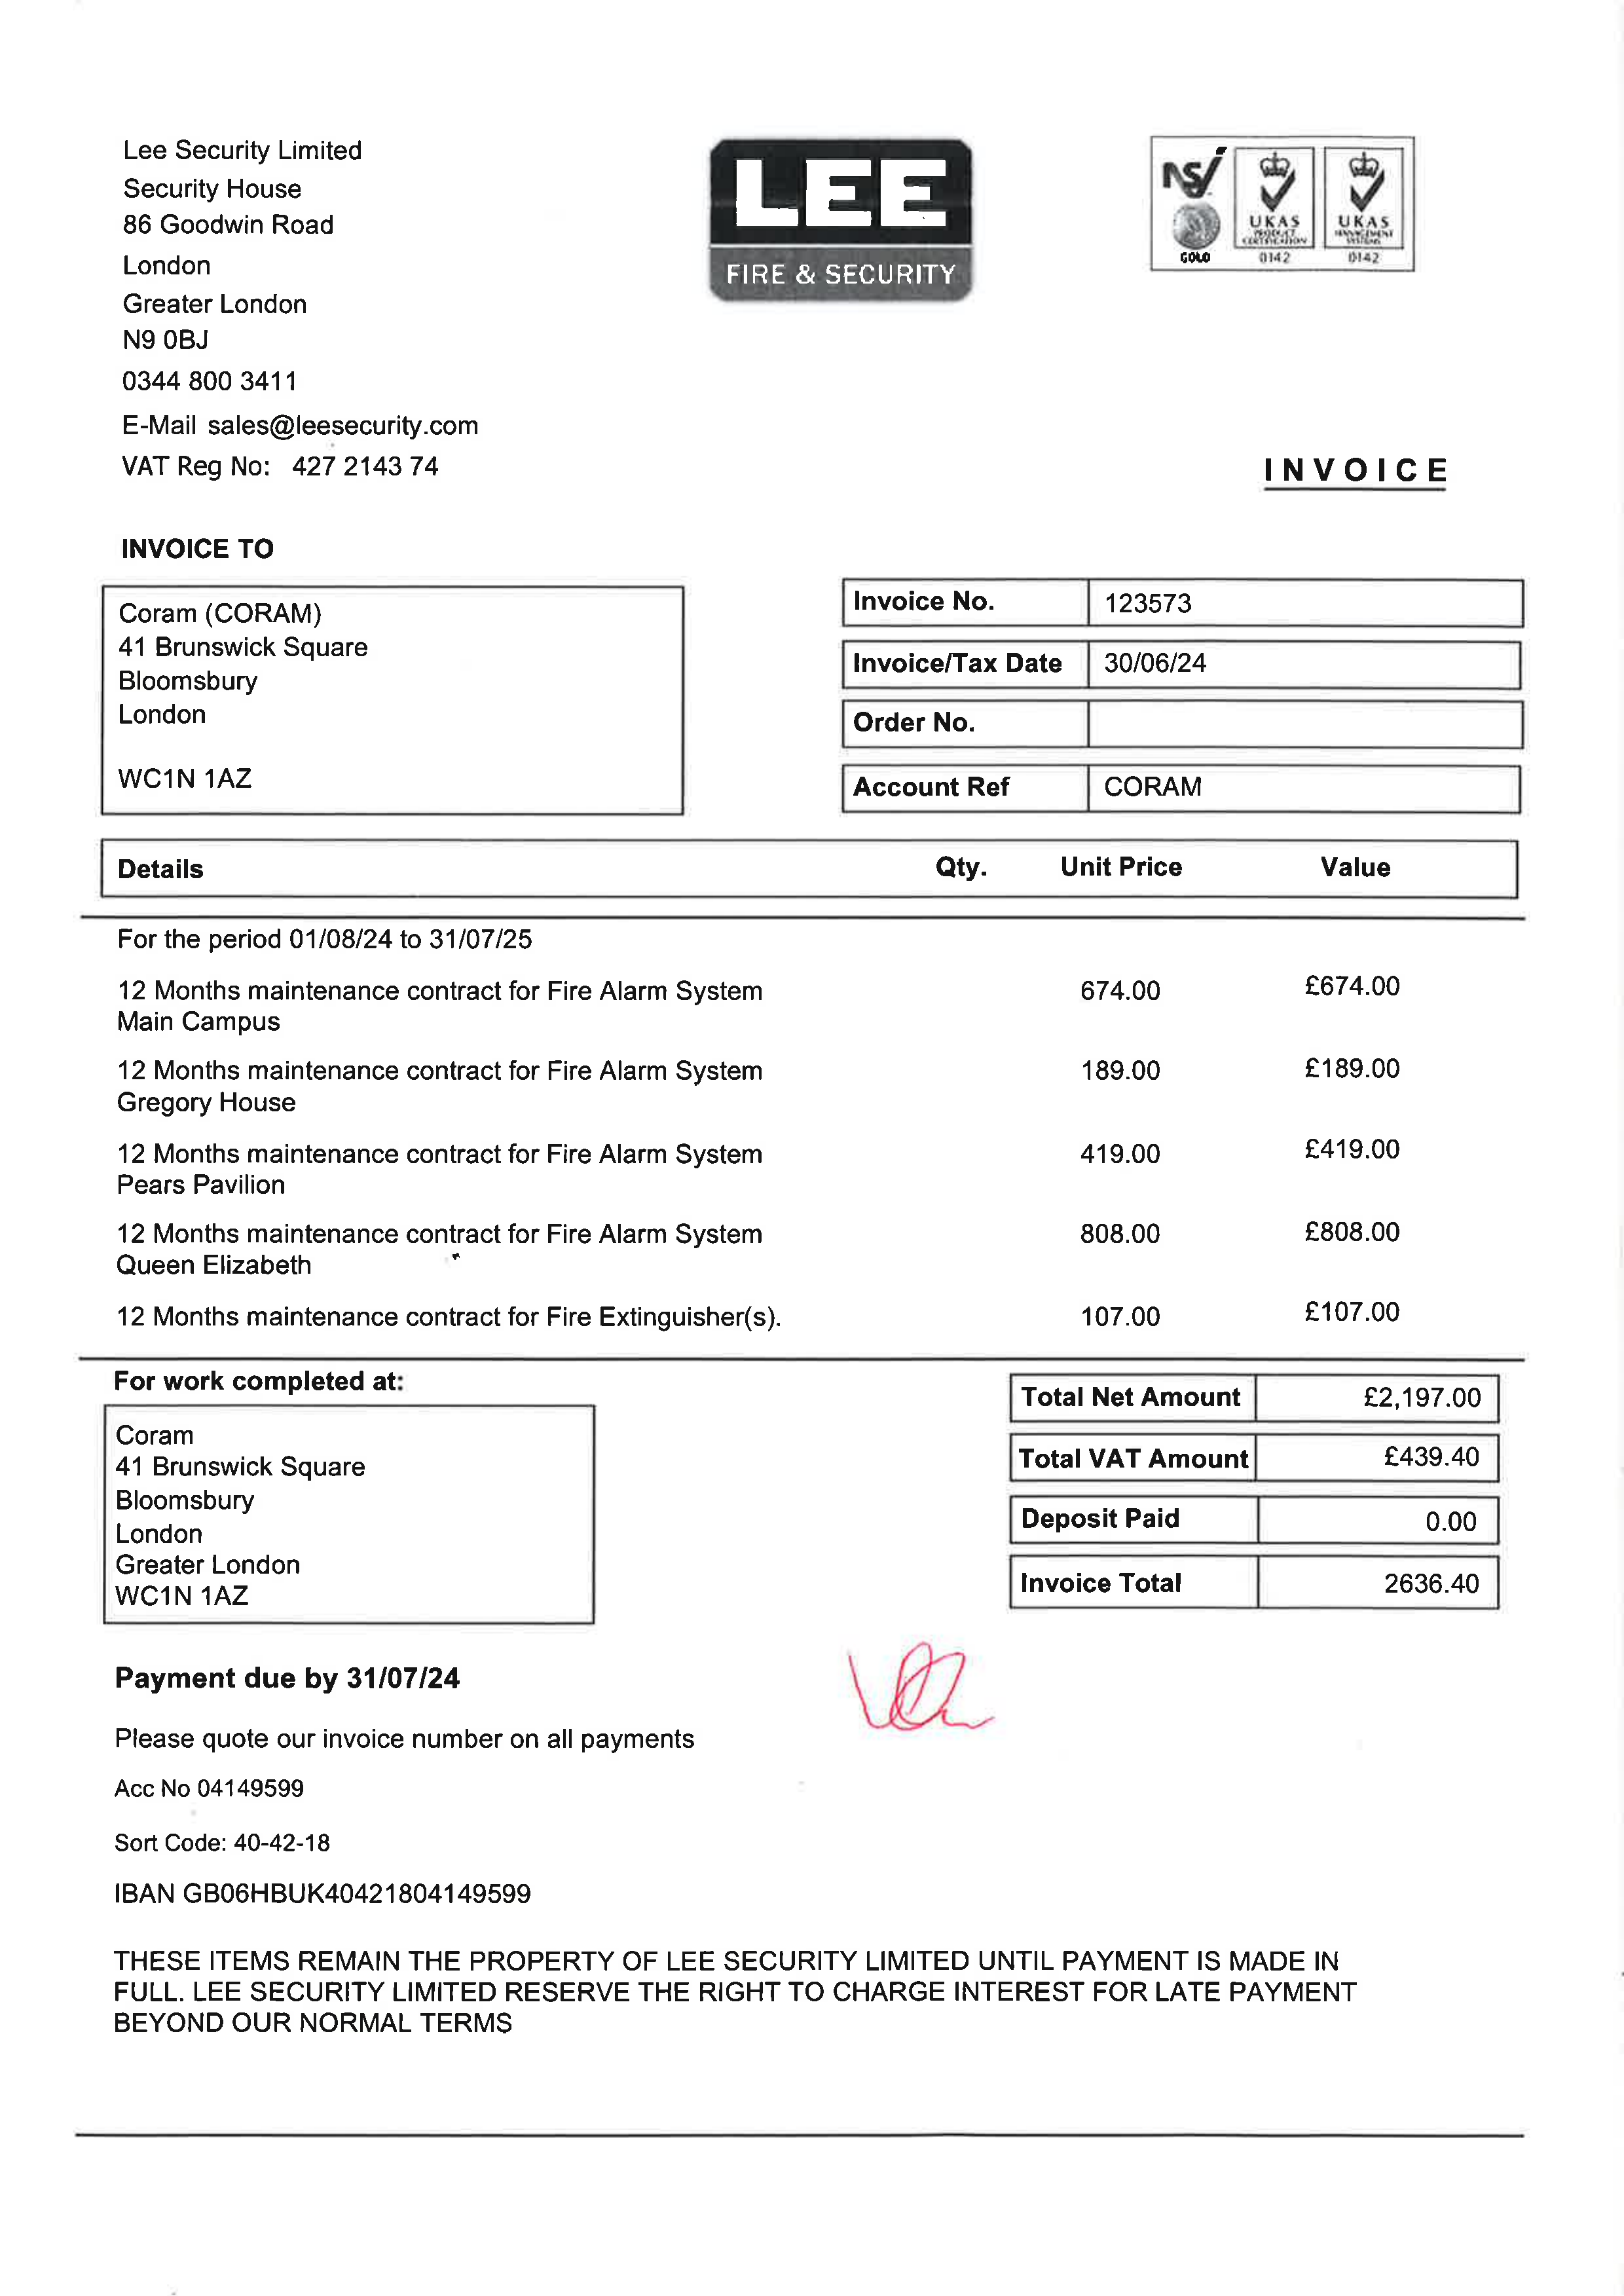 Lee Security Limited
Security House
86 Goodwin Road
London
Greater London
N9 0BJ
0344 800 3411
E-Mail sales@leesecurity.com
VAT Reg No: 427 2143 74
LEE
FIRE & SECURITY
NSI
GOLD
UKAS
PRODUCT
CERTIFICATION
0142
UKAS
MANAGEMENT
SYSTEMS
0142
INVOICE
INVOICE TO
Coram (CORAM)
41 Brunswick Square
Bloomsbury
London
WC1N 1AZ
Invoice No. 123573
Invoice/Tax Date 30/06/24
Order No.
Account Ref CORAM
Details Qty. Unit Price Value
For the period 01/08/24 to 31/07/25
12 Months maintenance contract for Fire Alarm System 674.00 £674.00
Main Campus
12 Months maintenance contract for Fire Alarm System 189.00 £189.00
Gregory House
12 Months maintenance contract for Fire Alarm System 419.00 £419.00
Pears Pavilion
12 Months maintenance contract for Fire Alarm System 808.00 £808.00
Queen Elizabeth
12 Months maintenance contract for Fire Extinguisher(s). 107.00 £107.00
For work completed at:
Coram
41 Brunswick Square
Bloomsbury
London
Greater London
WC1N 1AZ
Total Net Amount £2,197.00
Total VAT Amount £439.40
Deposit Paid 0.00
Invoice Total 2636.40
Payment due by 31/07/24
Please quote our invoice number on all payments
Acc No 04149599
Sort Code: 40-42-18
IBAN GB06HBUK40421804149599
THESE ITEMS REMAIN THE PROPERTY OF LEE SECURITY LIMITED UNTIL PAYMENT IS MADE IN
FULL. LEE SECURITY LIMITED RESERVE THE RIGHT TO CHARGE INTEREST FOR LATE PAYMENT
BEYOND OUR NORMAL TERMS